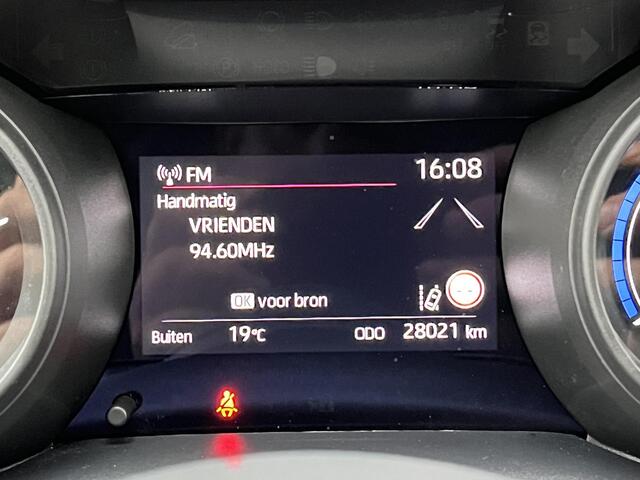 FM
16:08
Handmatig
VRIENDEN
94.60MHz
OK voor bron
Buiten 19°C ODO 28021 km